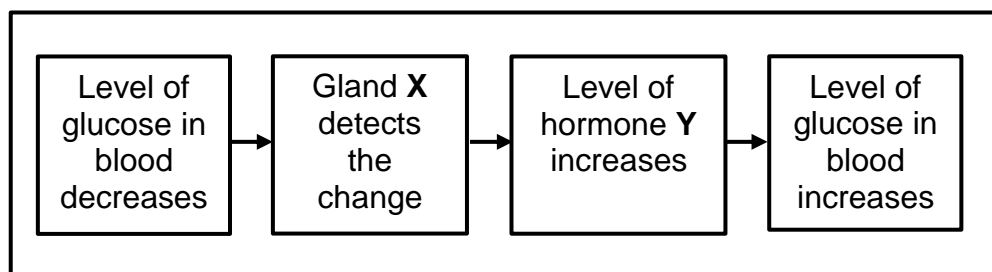 Level of
glucose in
blood
decreases
Gland X
detects
the
change
Level of
hormone Y
increases
Level of
glucose in
blood
increases